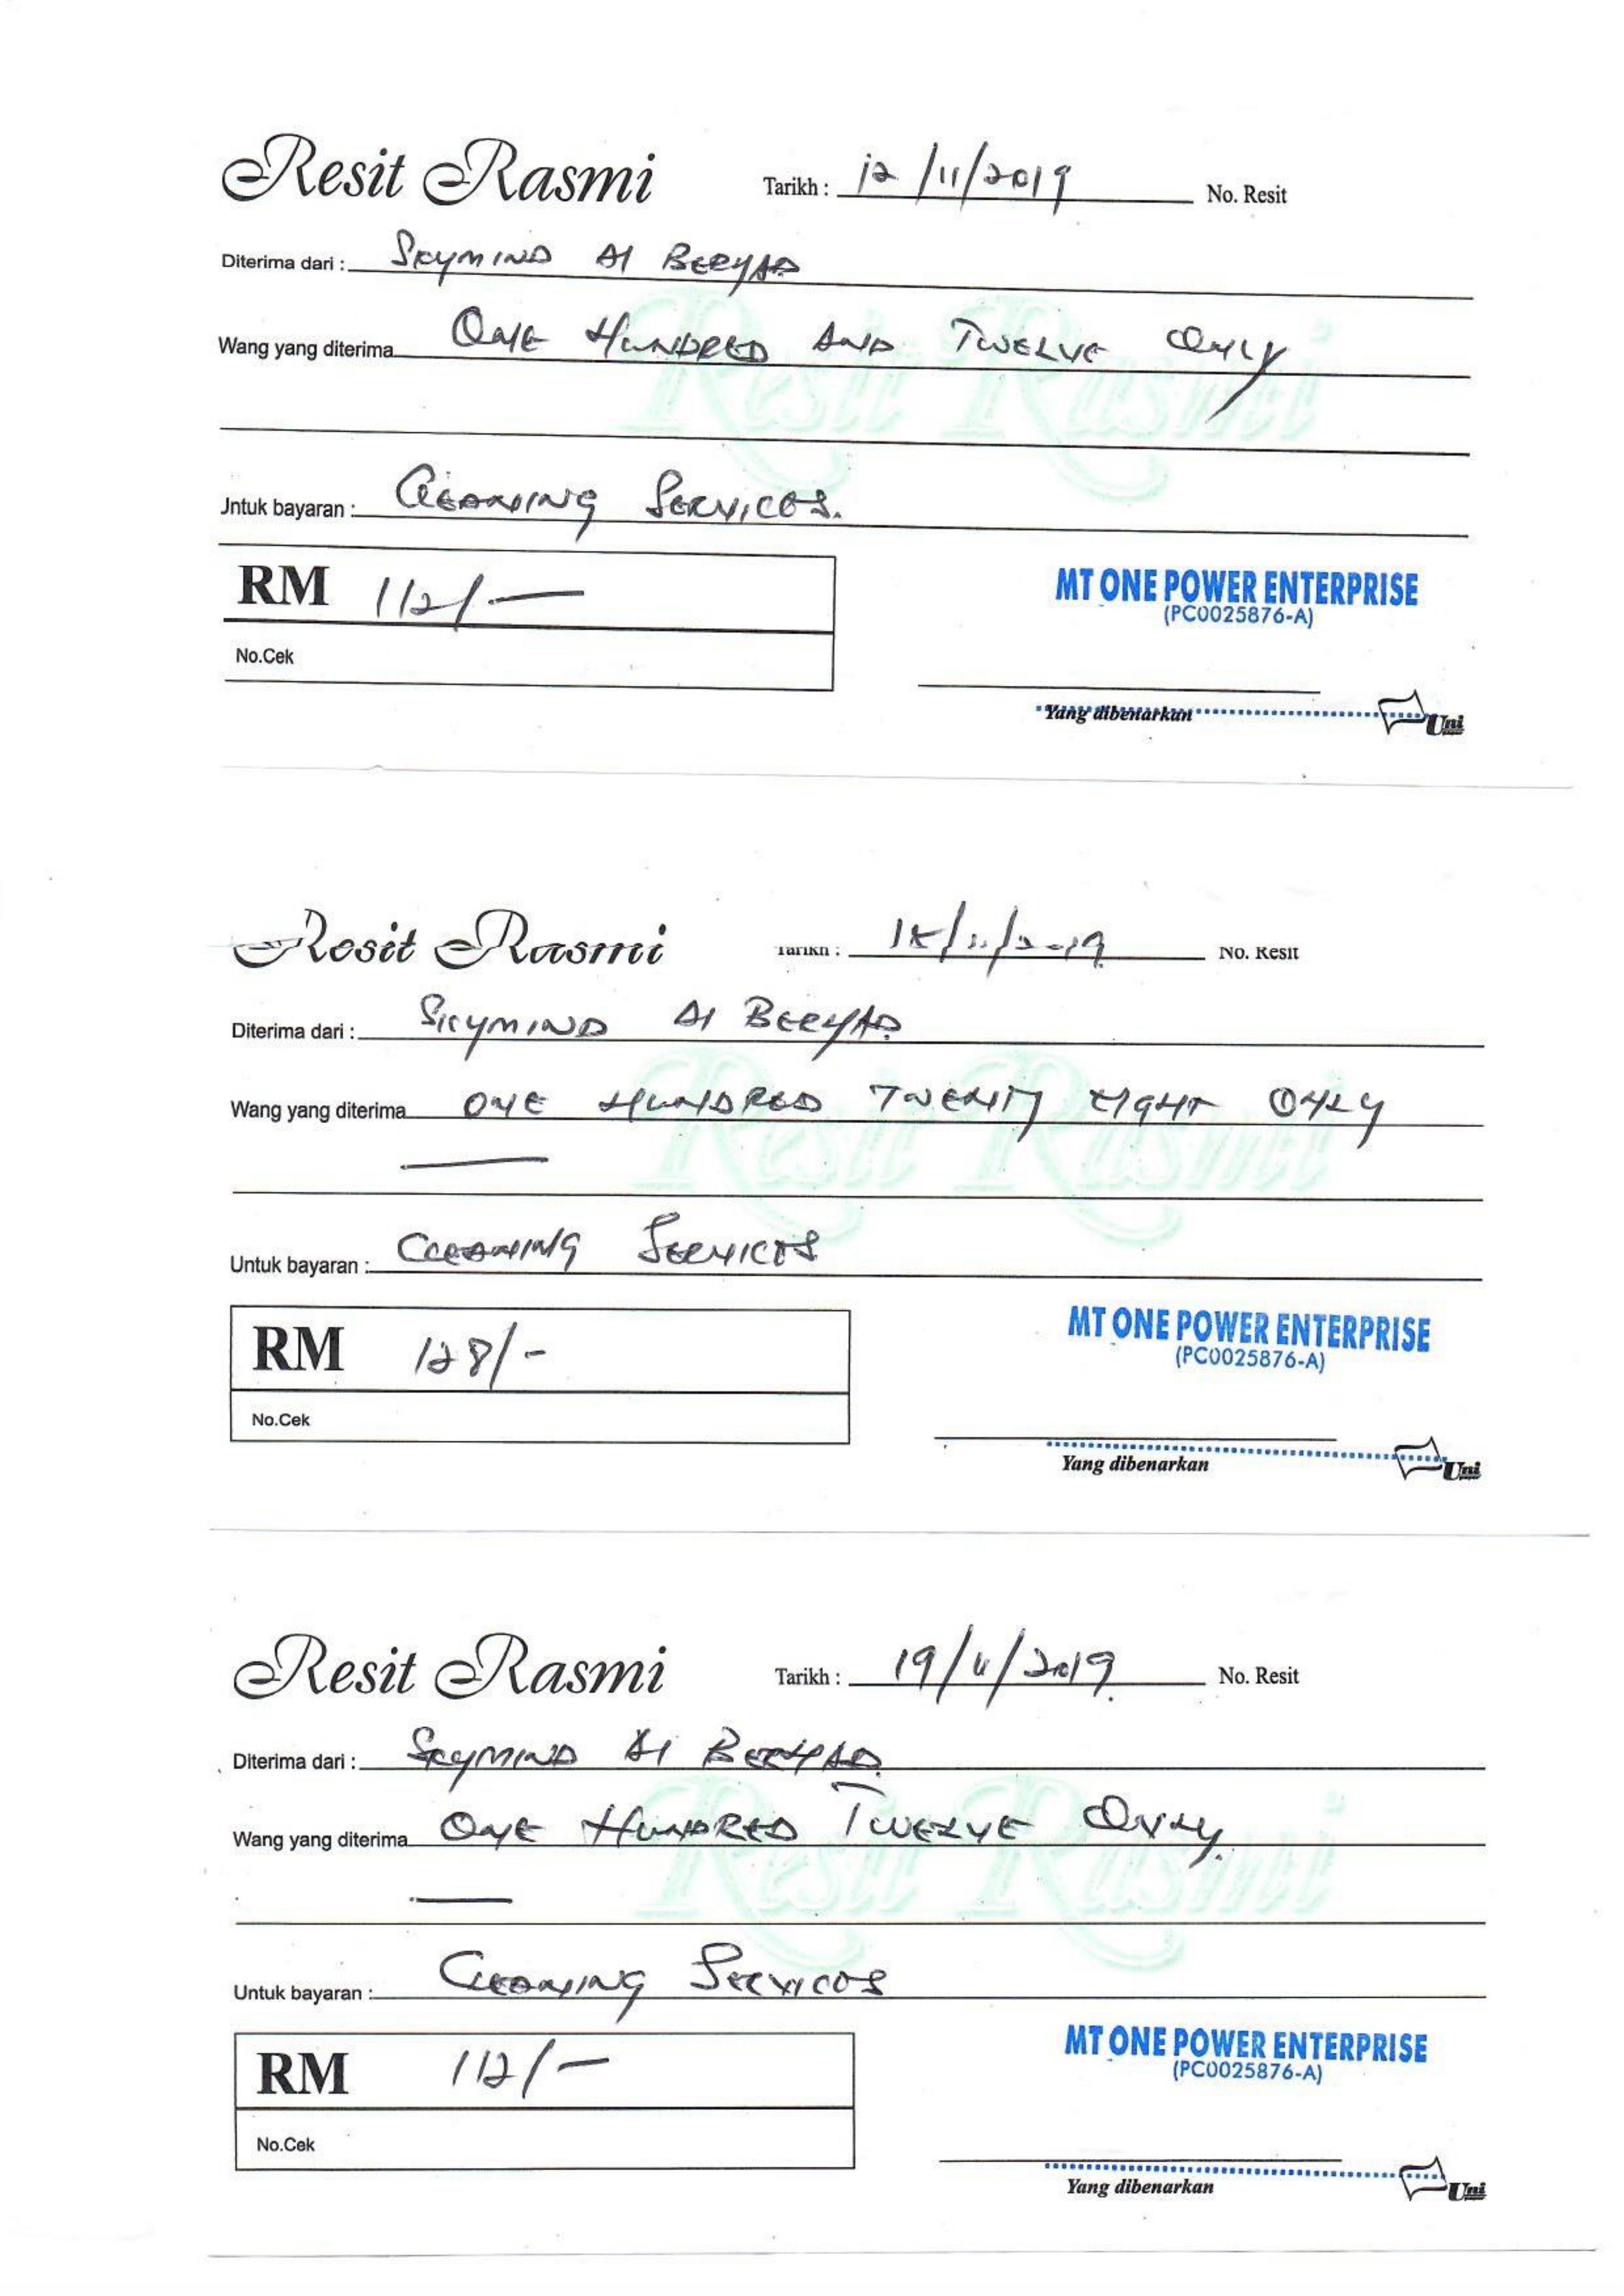 Resit Rasmi Tarikh : 12/11/2019 No. Resit
Diterima dari : SKYMIND AI BERHAD
Wang yang diterima ONE HUNDRED AND TWELVE ONLY
Jntuk bayaran : CLEANING SERVICES.
RM 112/-
MT ONE POWER ENTERPRISE
(PC0025876-A)
No.Cek
Yang dibenarkan
Uni
Resit Rasmi Tarikh : /11/2019 No. Resit
Diterima dari : SKYMIND AI BERHAD
Wang yang diterima ONE HUNDRED TWENTY EIGHT ONLY
Untuk bayaran : CLEANING SERVICES
RM 128/-
MT ONE POWER ENTERPRISE
(PC0025876-A)
No.Cek
Yang dibenarkan
Uni
Resit Rasmi Tarikh : 19/11/2019 No. Resit
Diterima dari : SKYMIND AI BERHAD
Wang yang diterima ONE HUNDRED TWELVE ONLY
Untuk bayaran : CLEANING SERVICES
RM 112/-
MT ONE POWER ENTERPRISE
(PC0025876-A)
No.Cek
Yang dibenarkan
Uni